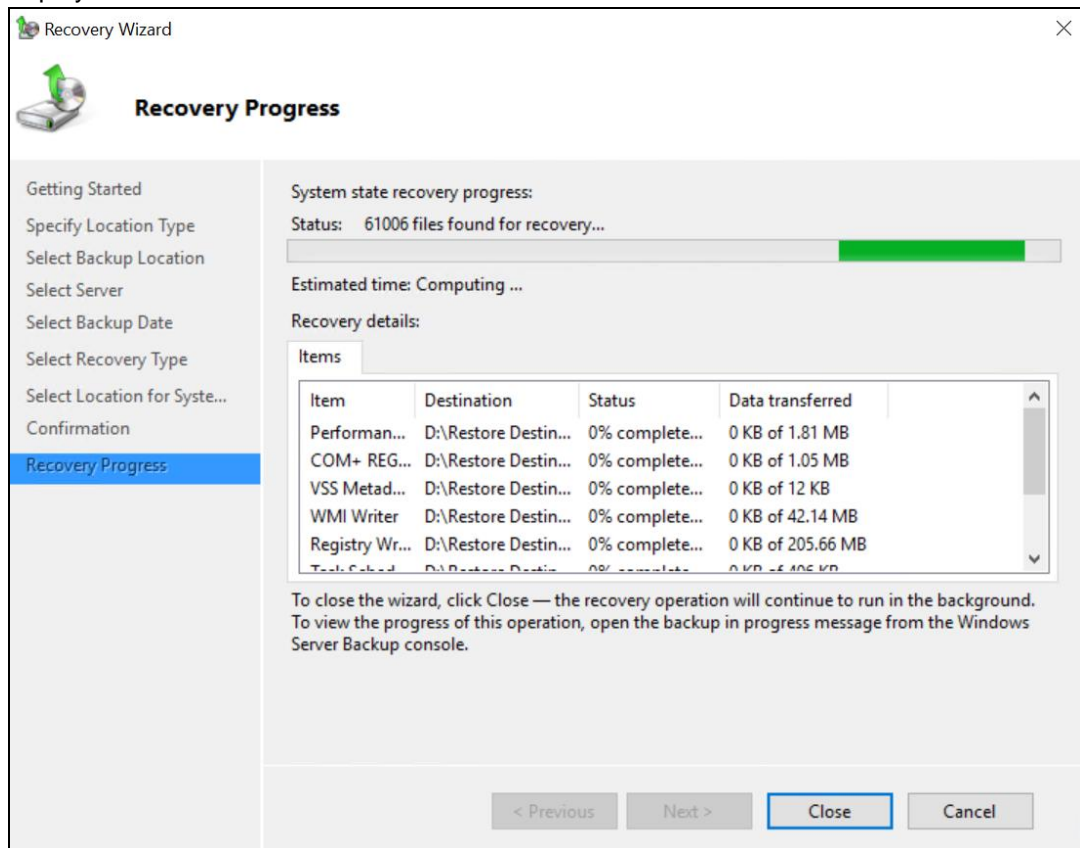 Recovery Wizard
Recovery Progress
Getting Started
Specify Location Type
Select Backup Location
Select Server
Select Backup Date
Select Recovery Type
Select Location for Syste...
Confirmation
Recovery Progress
System state recovery progress:
Status: 61006 files found for recovery...
Estimated time: Computing ...
Recovery details:
Items
Item Destination Status Data transferred
Performan... D:\Restore Destin... 0% complete... 0 KB of 1.81 MB
COM+ REG... D:\Restore Destin... 0% complete... 0 KB of 1.05 MB
VSS Metad... D:\Restore Destin... 0% complete... 0 KB of 12 KB
WMI Writer D:\Restore Destin... 0% complete... 0 KB of 42.14 MB
Registry Wr... D:\Restore Destin... 0% complete... 0 KB of 205.66 MB
To close the wizard, click Close — the recovery operation will continue to run in the background.
To view the progress of this operation, open the backup in progress message from the Windows
Server Backup console.
< Previous Next > Close Cancel